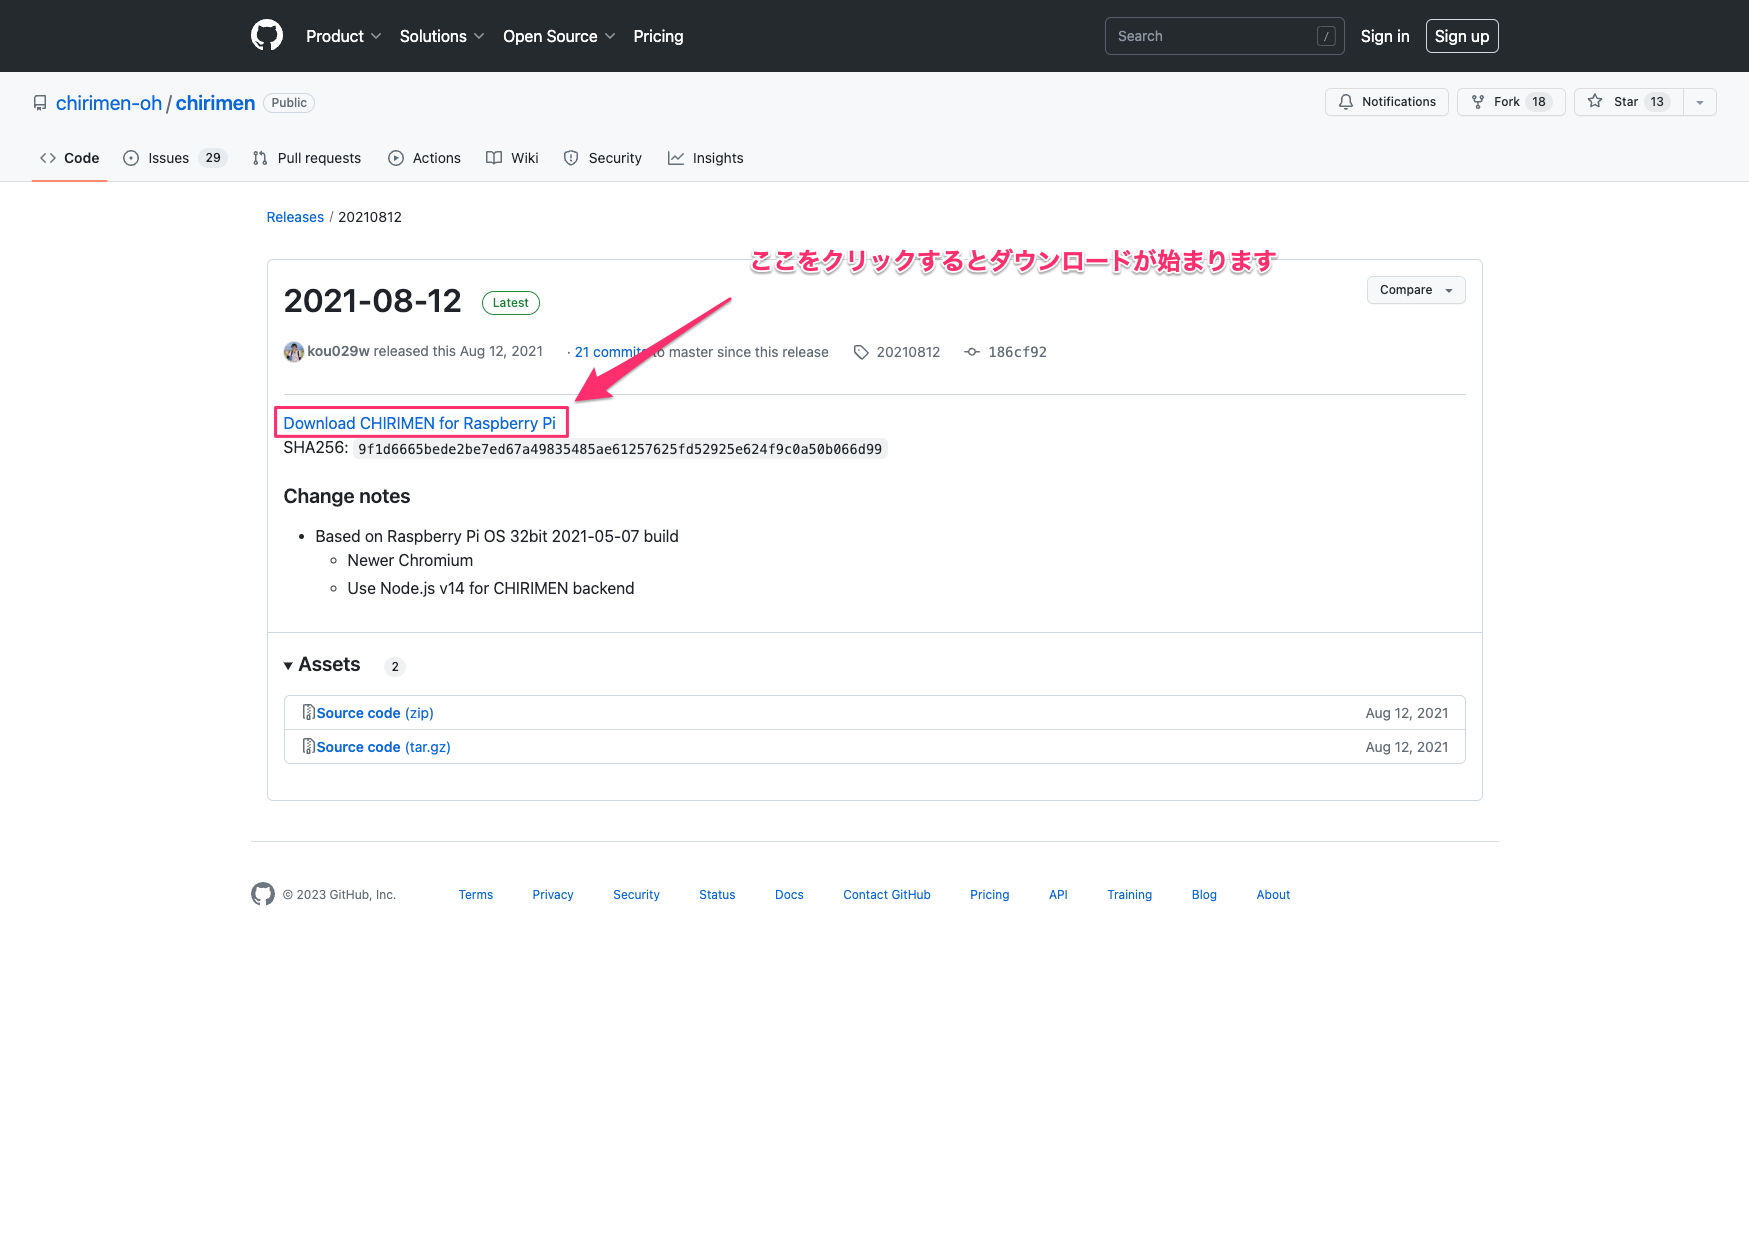 Product Solutions Open Source Pricing Search / Sign in Sign up
chirimen-oh / chirimen Public Notifications Fork 18 Star 13
Code Issues 29 Pull requests Actions Wiki Security Insights
Releases / 20210812
ここをクリックするとダウンロードが始まります
2021-08-12 Latest Compare
kou029w released this Aug 12, 2021 · 21 commits to master since this release 20210812 186cf92
Download CHIRIMEN for Raspberry Pi
SHA256: 9f1d6665bede2be7ed67a49835485ae61257625fd52925e624f9c0a50b066d99
Change notes
• Based on Raspberry Pi OS 32bit 2021-05-07 build
◦ Newer Chromium
◦ Use Node.js v14 for CHIRIMEN backend
Assets 2
Source code (zip) Aug 12, 2021
Source code (tar.gz) Aug 12, 2021
© 2023 GitHub, Inc. Terms Privacy Security Status Docs Contact GitHub Pricing API Training Blog About